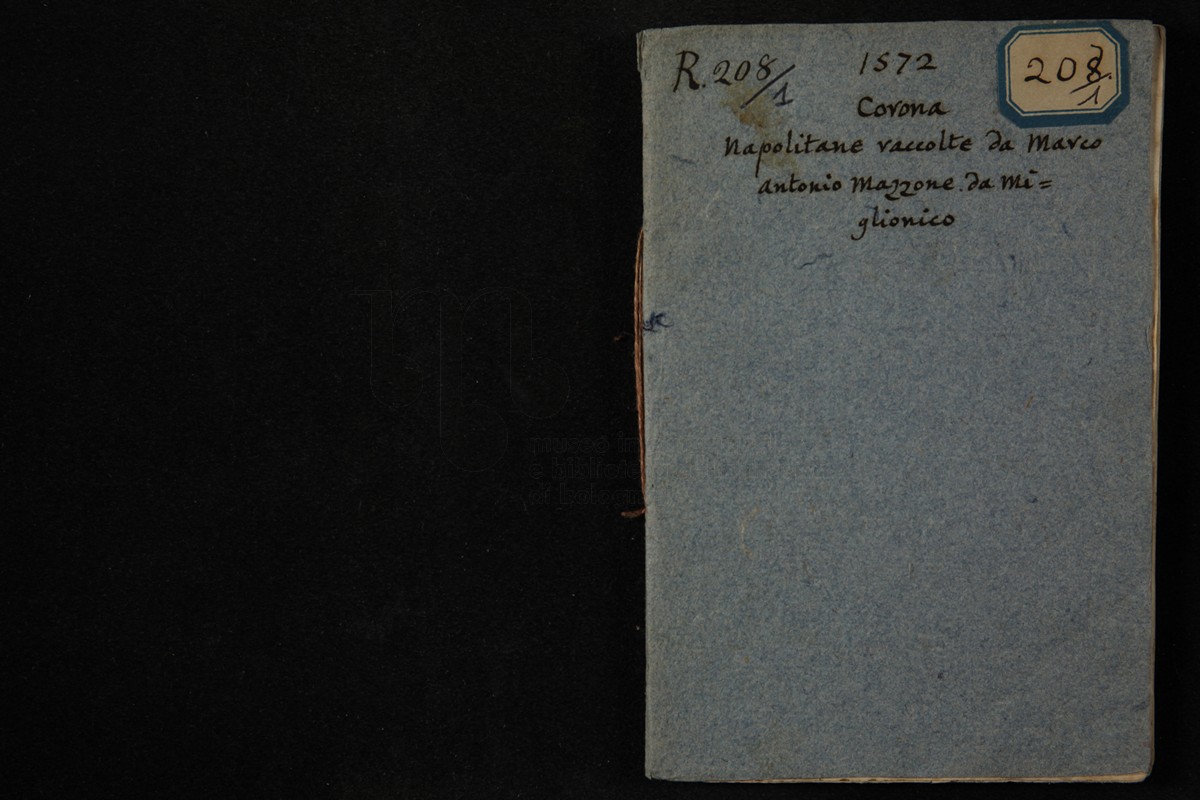 R. 208/1
1572
208/1
Corona
Napolitane raccolte da Marco
antonio Mazzone da Mi=
glionico